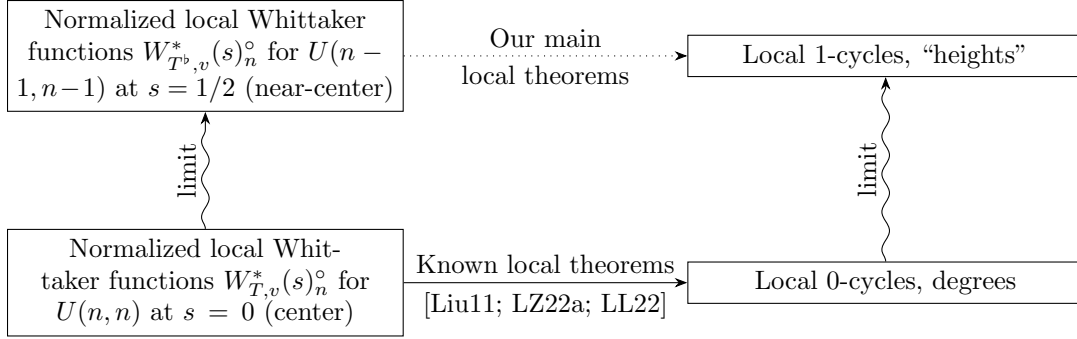 Normalized local Whittaker
functions $W^*_{T^\flat,v}(s)^\circ_n$ for $U(n-$
$1, n-1)$ at $s = 1/2$ (near-center)
Our main
local theorems
Local 1-cycles, “heights”
limit
limit
Normalized local Whit-
taker functions $W^*_{T,v}(s)^\circ_n$ for
$U(n, n)$ at $s = 0$ (center)
Known local theorems
[Liu11; LZ22a; LL22]
Local 0-cycles, degrees